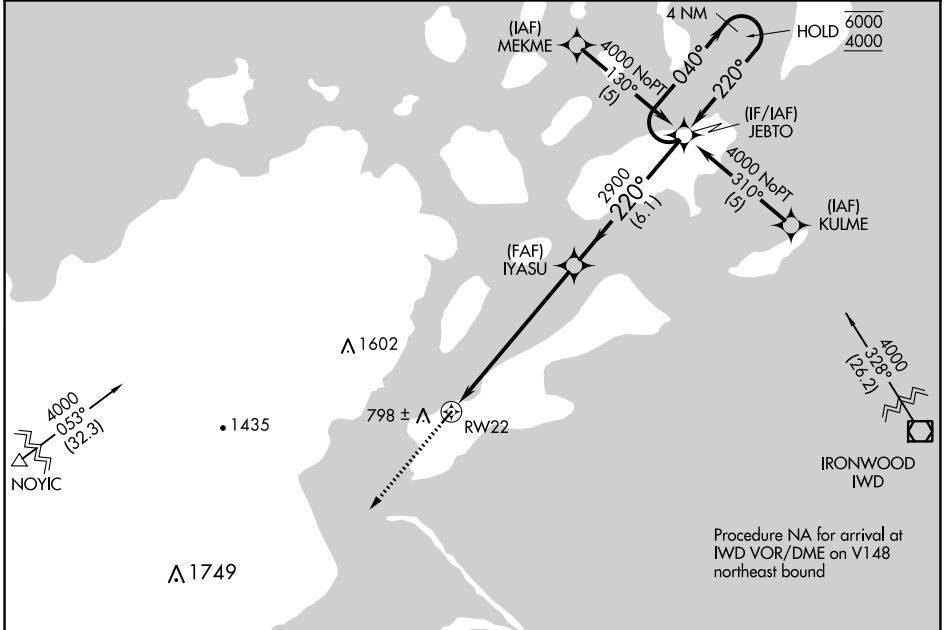 (IAF)
MEKME
4000 NoPT
130°
(5)
4 NM
HOLD
6000
4000
040°
220°
(IF/IAF)
JEBTO
4000 NoPT
310°
(5)
(IAF)
KULME
2900
220°
(6.1)
(FAF)
IYASU
1602
798 ±
RW22
1435
4000
053°
(32.3)
NOYIC
4000
328°
(26.2)
IRONWOOD
IWD
1749
Procedure NA for arrival at
IWD VOR/DME on V148
northeast bound